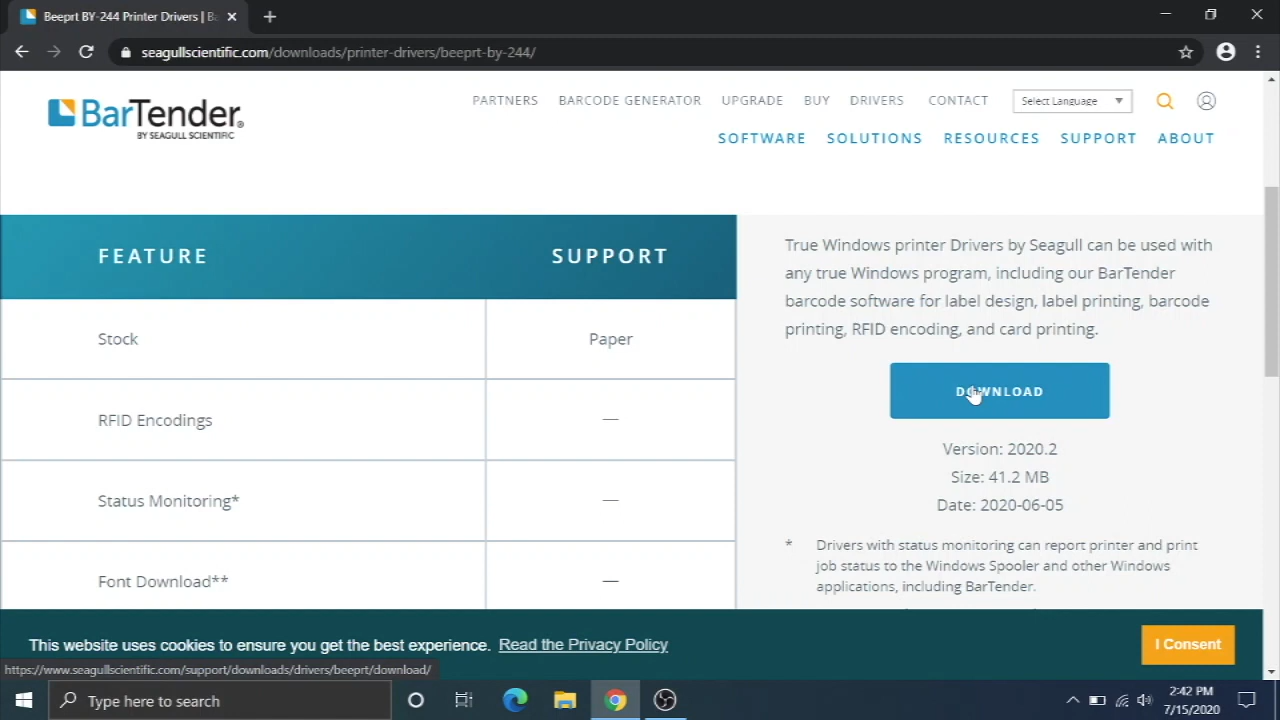 Beeprt BY-244 Printer Drivers | Ba
seagullscientific.com/downloads/printer-drivers/beeprt-by-244/
BarTender®
BY SEAGULL SCIENTIFIC
PARTNERS BARCODE GENERATOR UPGRADE BUY DRIVERS CONTACT Select Language
SOFTWARE SOLUTIONS RESOURCES SUPPORT ABOUT
FEATURE SUPPORT
Stock Paper
RFID Encodings —
Status Monitoring* —
Font Download** —
True Windows printer Drivers by Seagull can be used with
any true Windows program, including our BarTender
barcode software for label design, label printing, barcode
printing, RFID encoding, and card printing.
DOWNLOAD
Version: 2020.2
Size: 41.2 MB
Date: 2020-06-05
* Drivers with status monitoring can report printer and print
job status to the Windows Spooler and other Windows
applications, including BarTender.
This website uses cookies to ensure you get the best experience. Read the Privacy Policy
I Consent
https://www.seagullscientific.com/support/downloads/drivers/beeprt/download/
Type here to search
2:42 PM
7/15/2020